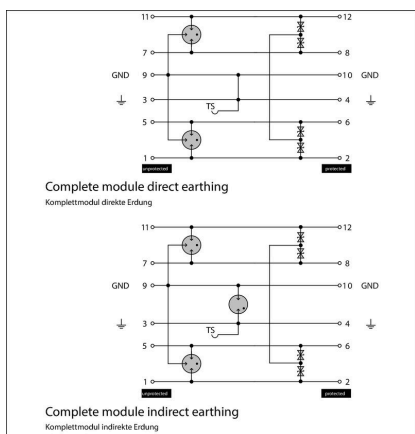 11 12
7 8
GND 9 10 GND
3 4
TS
5 6
1 2
unprotected protected
Complete module direct earthing
Komplettmodul direkte Erdung
11 12
7 8
GND 9 10 GND
3 4
TS
5 6
1 2
unprotected protected
Complete module indirect earthing
Komplettmodul indirekte Erdung